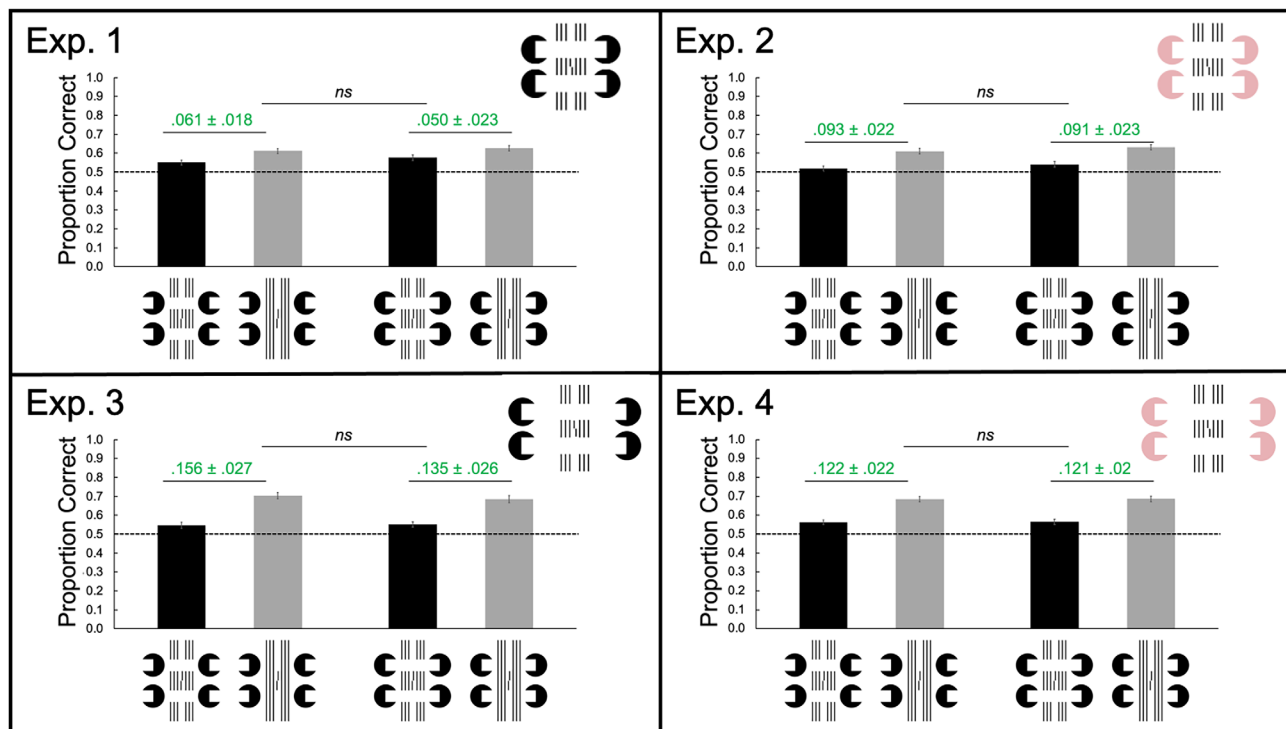 Exp. 1
Proportion Correct
1.0
0.9
0.8
0.7
0.6
0.5
0.4
0.3
0.2
0.1
0.0
ns
.061 ± .018
.050 ± .023
Exp. 2
Proportion Correct
1.0
0.9
0.8
0.7
0.6
0.5
0.4
0.3
0.2
0.1
0.0
ns
.093 ± .022
.091 ± .023
Exp. 3
Proportion Correct
1.0
0.9
0.8
0.7
0.6
0.5
0.4
0.3
0.2
0.1
0.0
ns
.156 ± .027
.135 ± .026
Exp. 4
Proportion Correct
1.0
0.9
0.8
0.7
0.6
0.5
0.4
0.3
0.2
0.1
0.0
ns
.122 ± .022
.121 ± .02